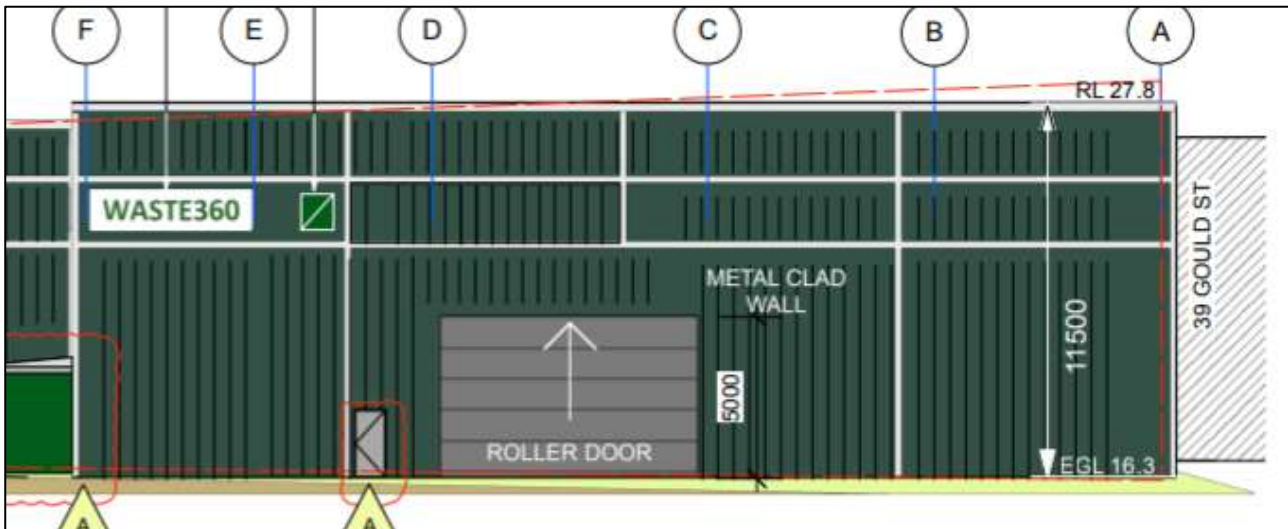 F
E
D
C
B
A
RL 27.8
WASTE360
METAL CLAD
WALL
39 GOULD ST
11500
5000
ROLLER DOOR
EGL 16.3
A
A